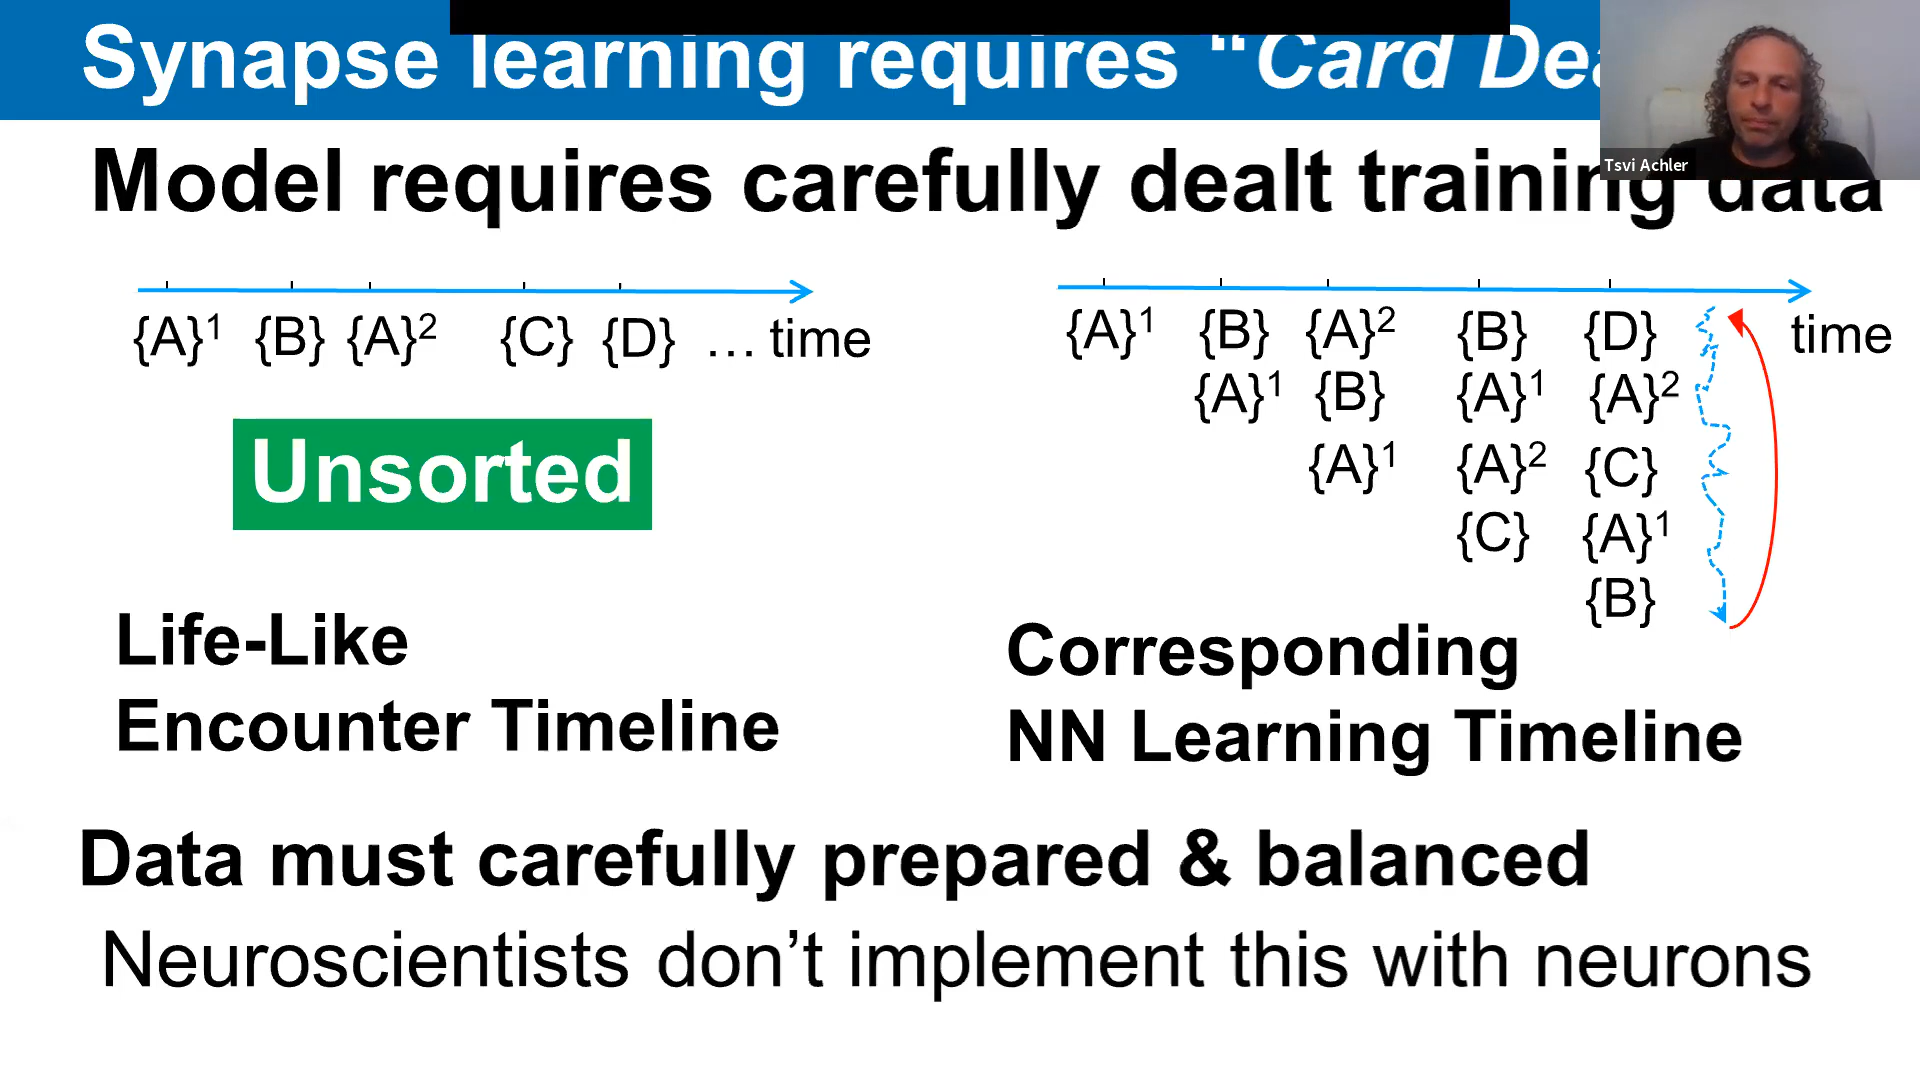 Synapse learning requires “Card
Tsvi Achler
Model requires carefully dealt training data
{A}¹ {B} {A}² {C} {D} … time
Unsorted
Life-Like
Encounter Timeline
{A}¹ {B} {A}² {B} {D} time
{A}¹ {B} {A}¹ {A}²
{A}¹ {A}² {C}
{C} {A}¹
{B}
Corresponding
NN Learning Timeline
Data must carefully prepared & balanced
Neuroscientists don’t implement this with neurons